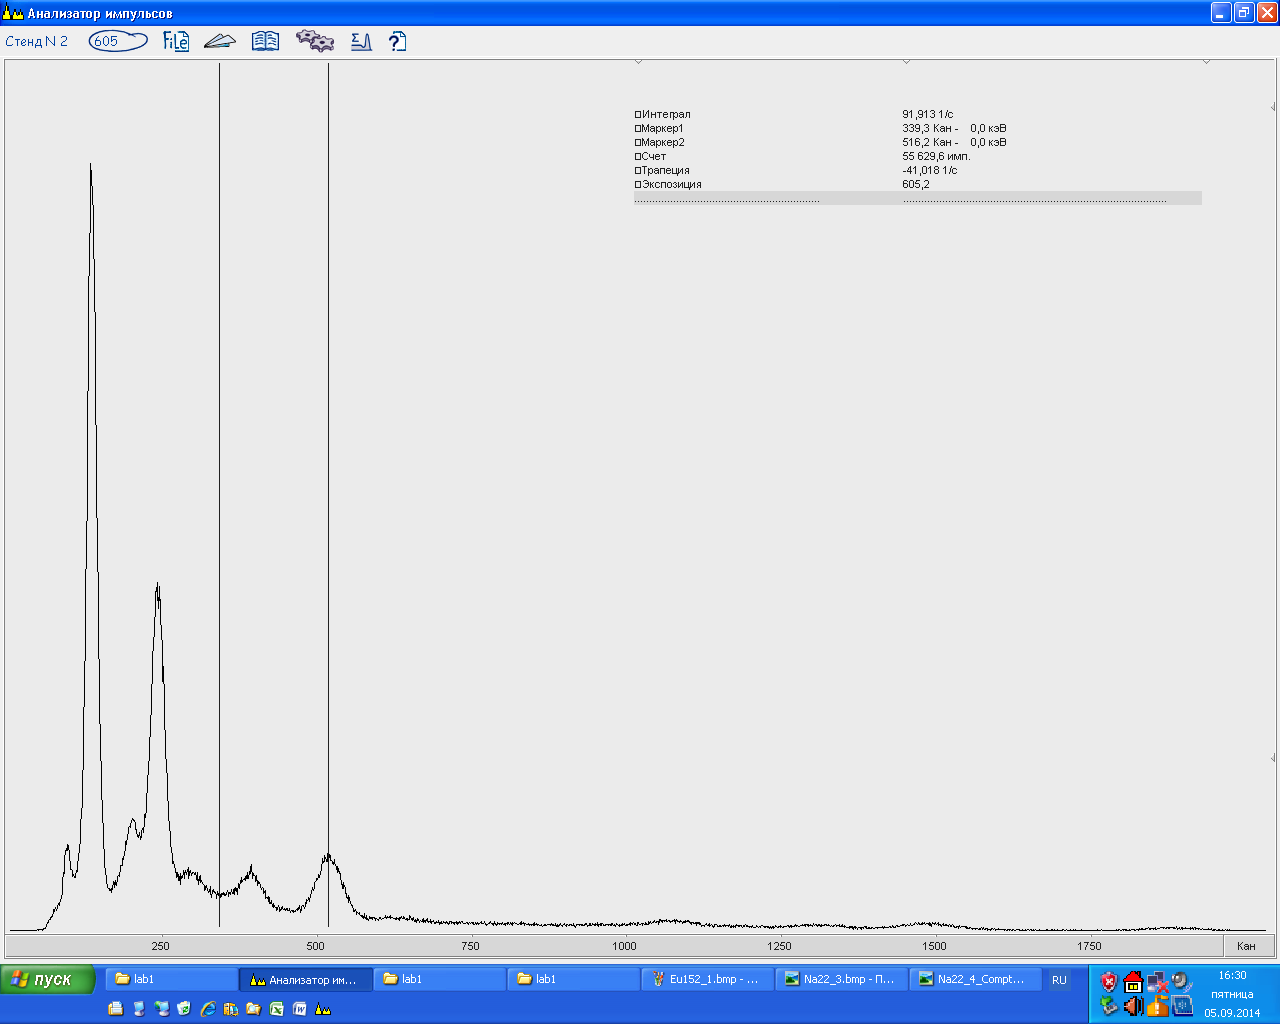 Анализатор импульсов
Стенд N 2 605 FiLe
Интеграл 91,913 1/с
Маркер1 339,3 Кан - 0,0 кэВ
Маркер2 516,2 Кан - 0,0 кэВ
Счет 55 629,6 имп.
Трапеция -41,018 1/с
Экспозиция 605,2
250 500 750 1000 1250 1500 1750 Кан
пуск lab1 Анализатор им... lab1 lab1 Eu152_1.bmp - ... Na22_3.bmp - П... Na22_4_Compt... RU 16:30
пятница
05.09.2014